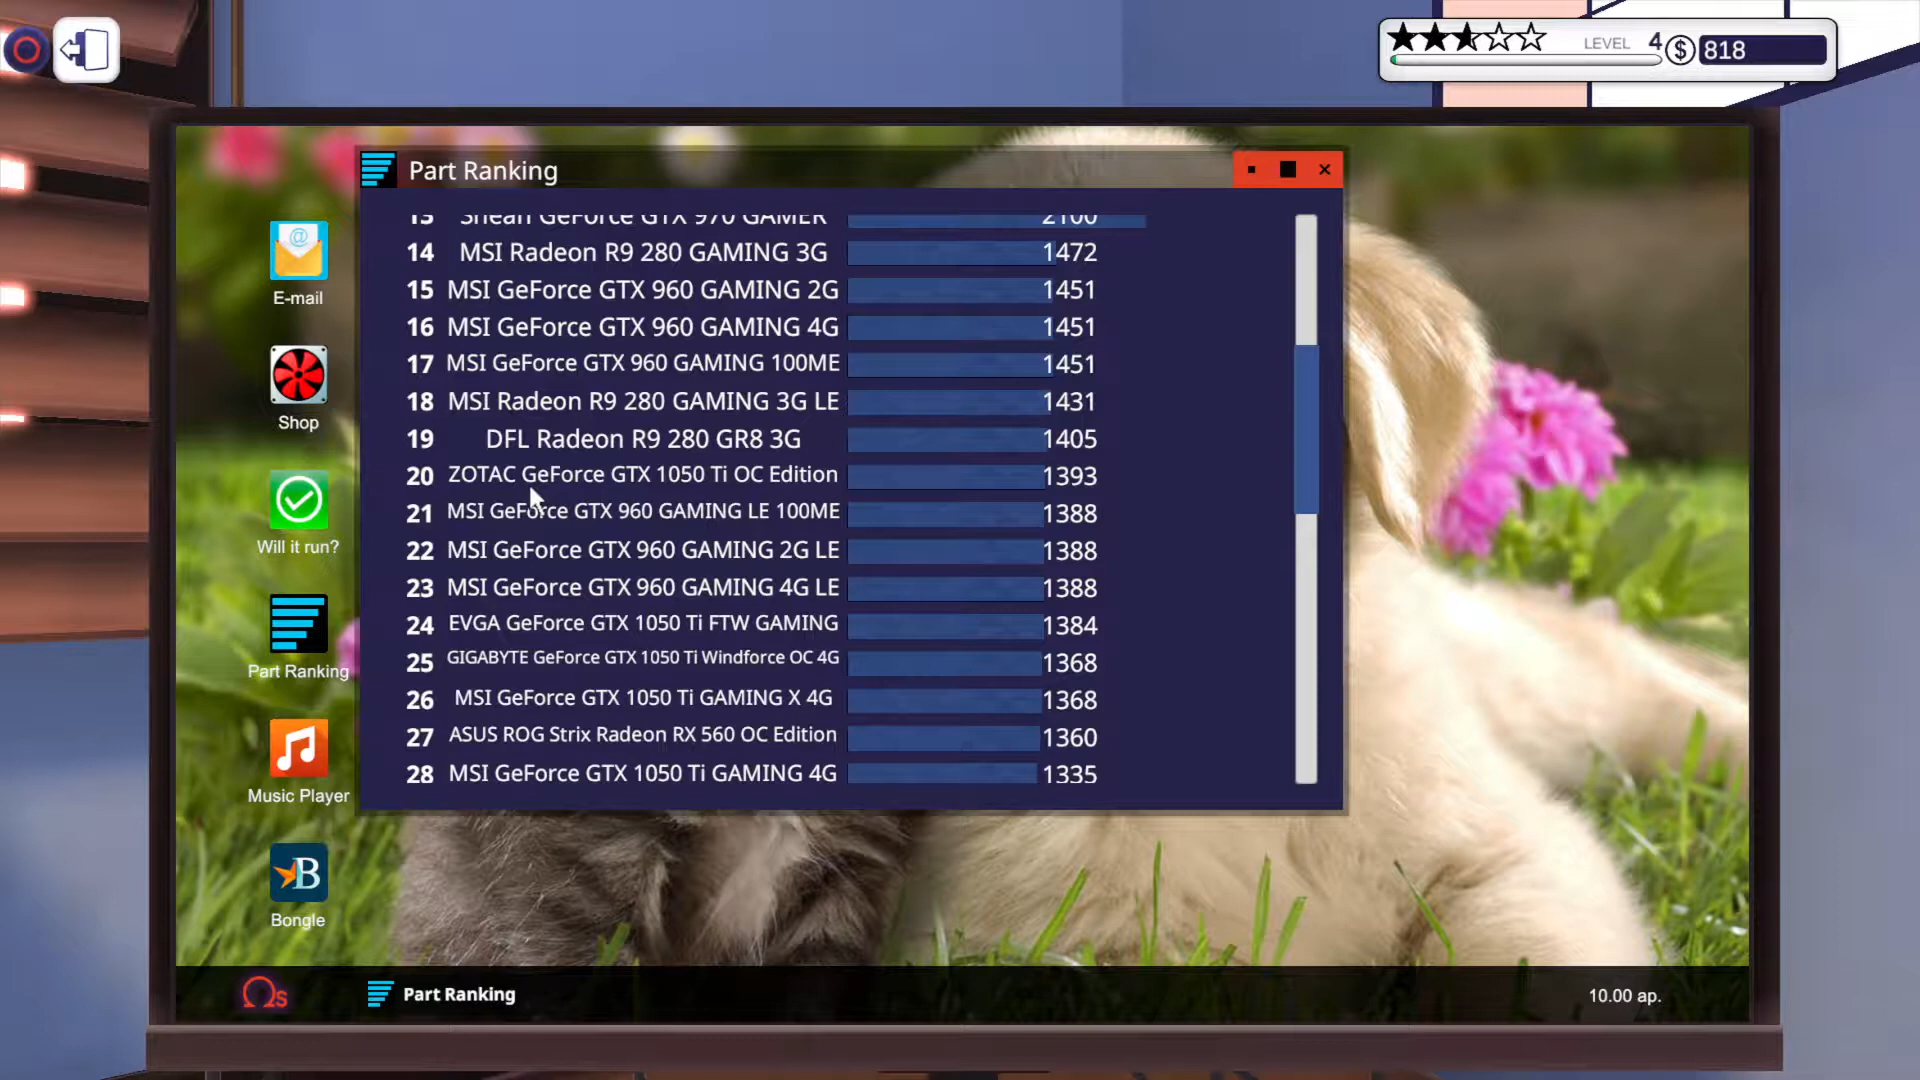 LEVEL 4 $ 818
Part Ranking
13 Shean GeForce GTX 970 GAMER 2100
14 MSI Radeon R9 280 GAMING 3G 1472
15 MSI GeForce GTX 960 GAMING 2G 1451
16 MSI GeForce GTX 960 GAMING 4G 1451
17 MSI GeForce GTX 960 GAMING 100ME 1451
18 MSI Radeon R9 280 GAMING 3G LE 1431
19 DFL Radeon R9 280 GR8 3G 1405
20 ZOTAC GeForce GTX 1050 Ti OC Edition 1393
21 MSI GeForce GTX 960 GAMING LE 100ME 1388
22 MSI GeForce GTX 960 GAMING 2G LE 1388
23 MSI GeForce GTX 960 GAMING 4G LE 1388
24 EVGA GeForce GTX 1050 Ti FTW GAMING 1384
25 GIGABYTE GeForce GTX 1050 Ti Windforce OC 4G 1368
26 MSI GeForce GTX 1050 Ti GAMING X 4G 1368
27 ASUS ROG Strix Radeon RX 560 OC Edition 1360
28 MSI GeForce GTX 1050 Ti GAMING 4G 1335
E-mail
Shop
Will it run?
Part Ranking
Music Player
B
Bongle
Ωs
Part Ranking
10.00 ap.